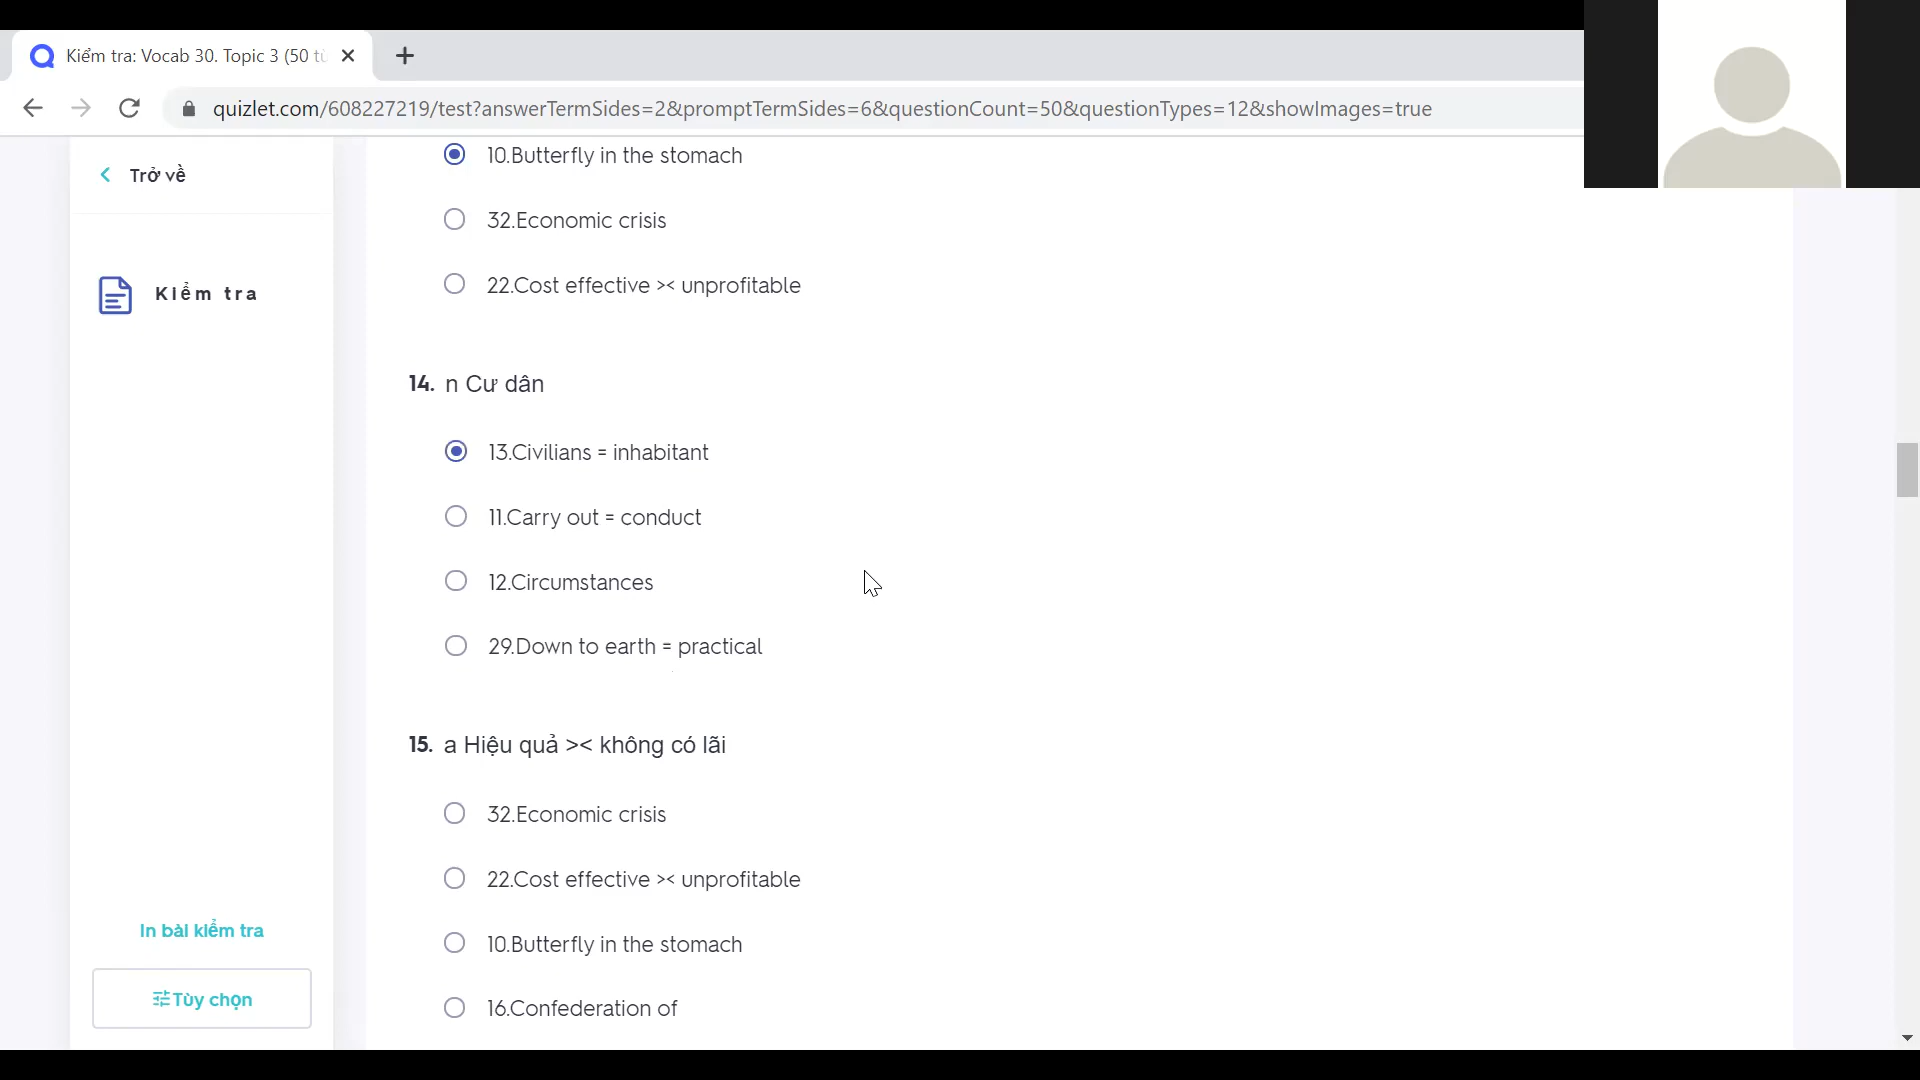 Kiểm tra: Vocab 30. Topic 3 (50 từ
quizlet.com/608227219/test?answerTermSides=2&promptTermSides=6&questionCount=50&questionTypes=12&showImages=true
Trở về
Kiểm tra
10.Butterfly in the stomach
32.Economic crisis
22.Cost effective >< unprofitable
14. n Cư dân
13.Civilians = inhabitant
11.Carry out = conduct
12.Circumstances
29.Down to earth = practical
15. a Hiệu quả >< không có lãi
32.Economic crisis
22.Cost effective >< unprofitable
10.Butterfly in the stomach
16.Confederation of
In bài kiểm tra
Tùy chọn